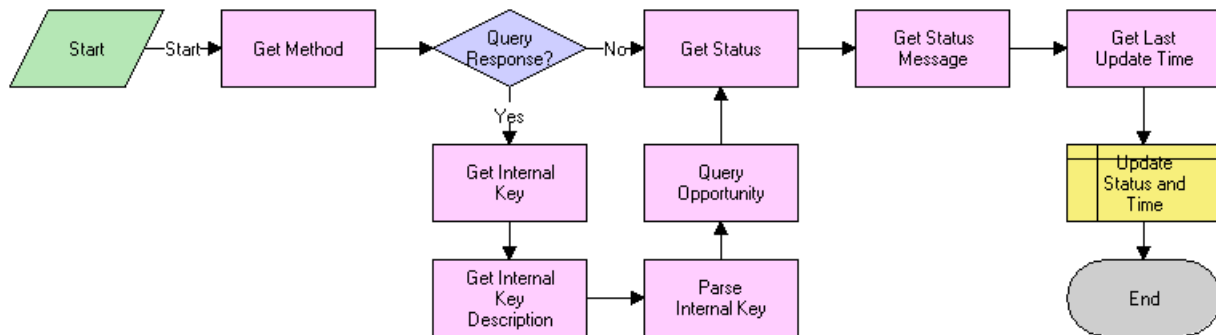 Start
Start
Get Method
Query
Response?
No
Get Status
Get Status
Message
Get Last
Update Time
Yes
Get Internal
Key
Query
Opportunity
Update
Status and
Time
Get Internal
Key
Description
Parse
Internal Key
End